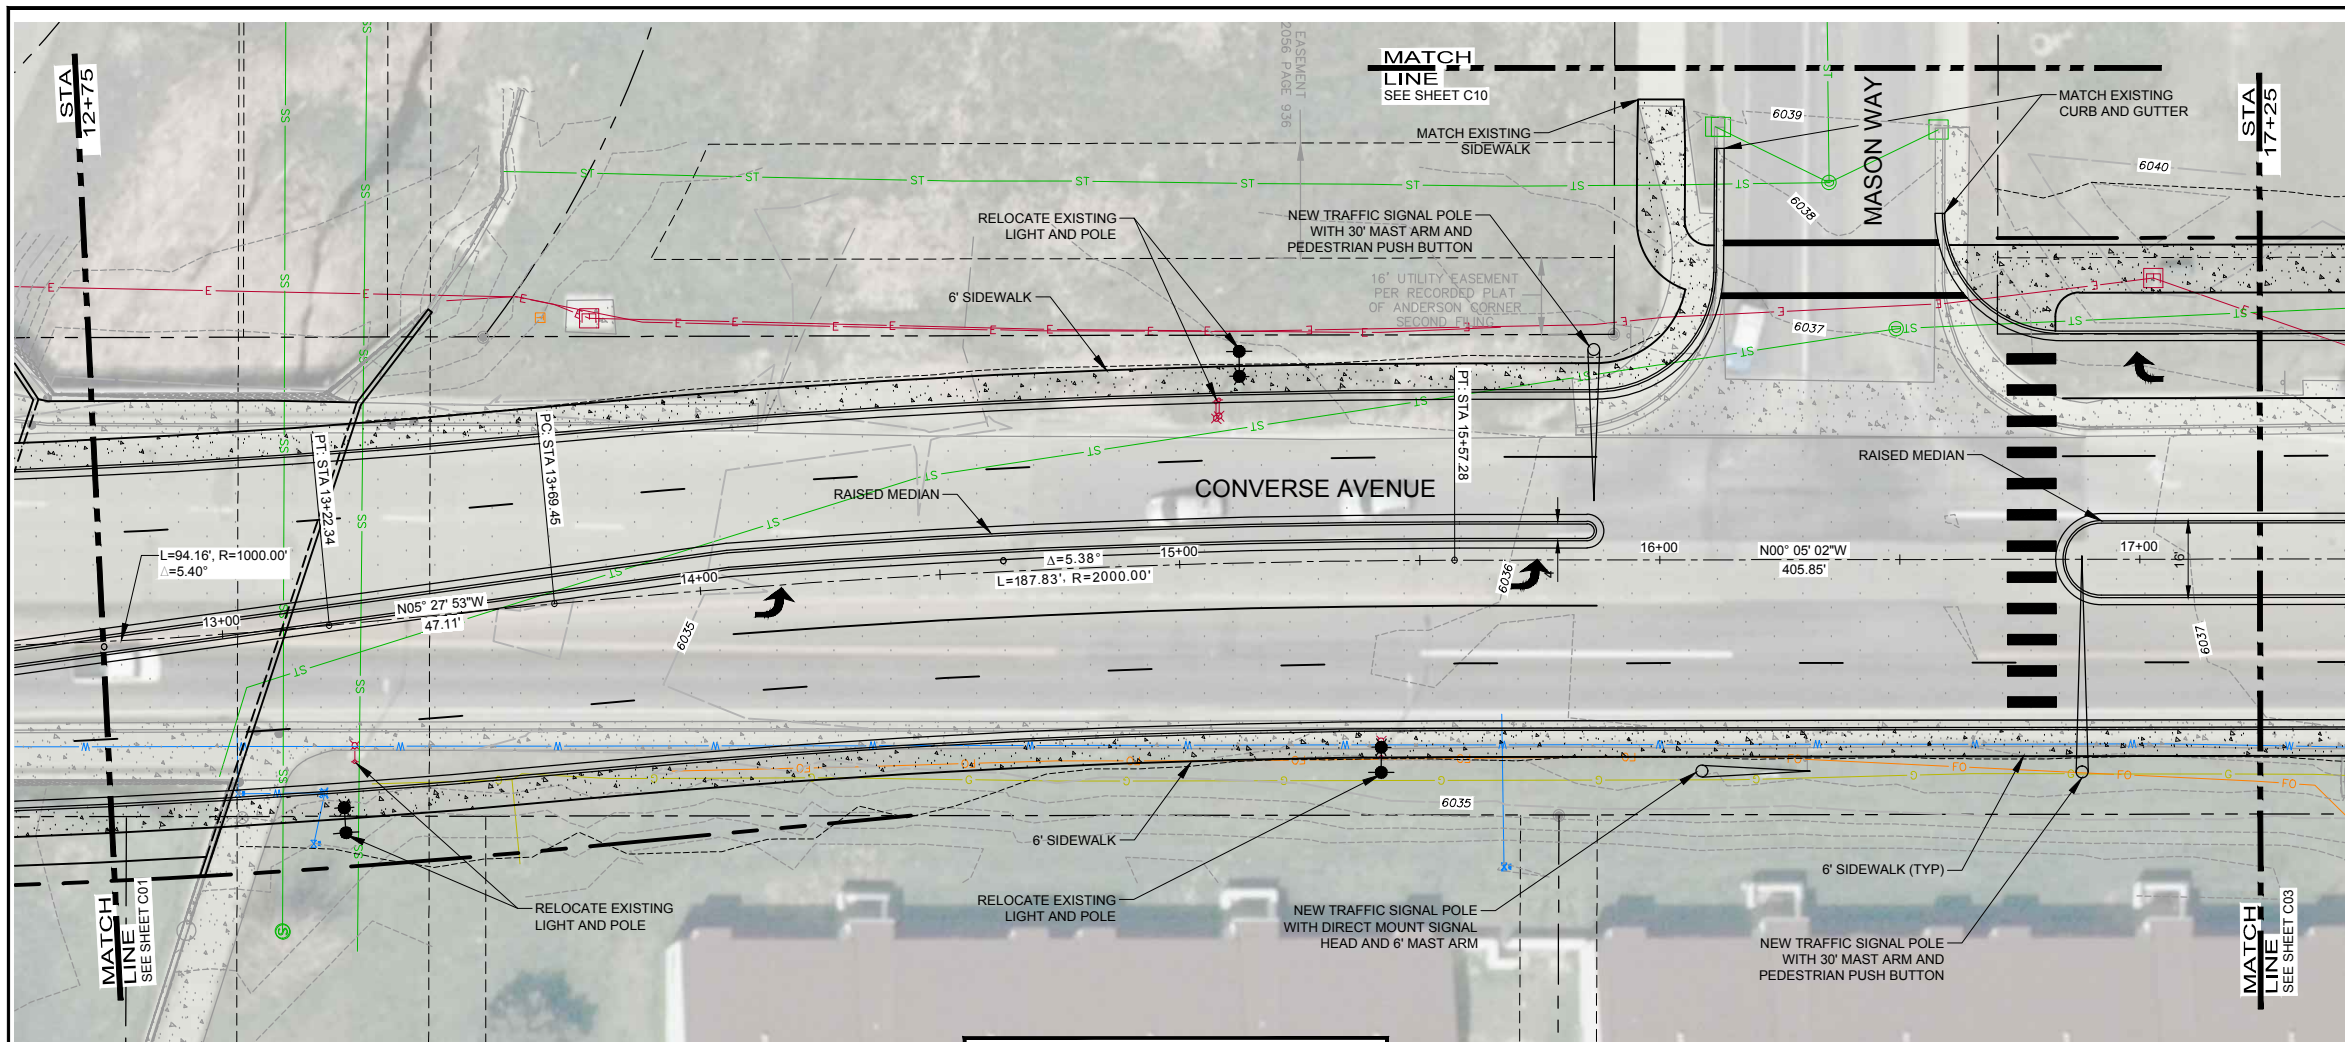 STA
12+75
EASEMENT
2056 PAGE 936
MATCH
LINE
SEE SHEET C10
MATCH EXISTING
SIDEWALK
MASON WAY
MATCH EXISTING
CURB AND GUTTER
STA
17+25
6039
6040
6038
6037
RELOCATE EXISTING
LIGHT AND POLE
NEW TRAFFIC SIGNAL POLE
WITH 30' MAST ARM AND
PEDESTRIAN PUSH BUTTON
16' UTILITY EASEMENT
PER RECORDED PLAT
OF ANDERSON CORNER
SECOND FILING
6' SIDEWALK
PT: STA 13+22.34
PC: STA 13+69.45
PT: STA 15+57.28
RAISED MEDIAN
CONVERSE AVENUE
RAISED MEDIAN
L=94.16', R=1000.00'
Δ=5.40°
13+00
N05° 27' 53"W
47.11'
14+00
Δ=5.38°
L=187.83', R=2000.00'
15+00
6036
4'
16+00
N00° 05' 02"W
405.85'
17+00
16'
6035
6037
6035
6' SIDEWALK
6' SIDEWALK (TYP)
RELOCATE EXISTING
LIGHT AND POLE
RELOCATE EXISTING
LIGHT AND POLE
NEW TRAFFIC SIGNAL POLE
WITH DIRECT MOUNT SIGNAL
HEAD AND 6' MAST ARM
NEW TRAFFIC SIGNAL POLE
WITH 30' MAST ARM AND
PEDESTRIAN PUSH BUTTON
MATCH
LINE
SEE SHEET C01
MATCH
LINE
SEE SHEET C03